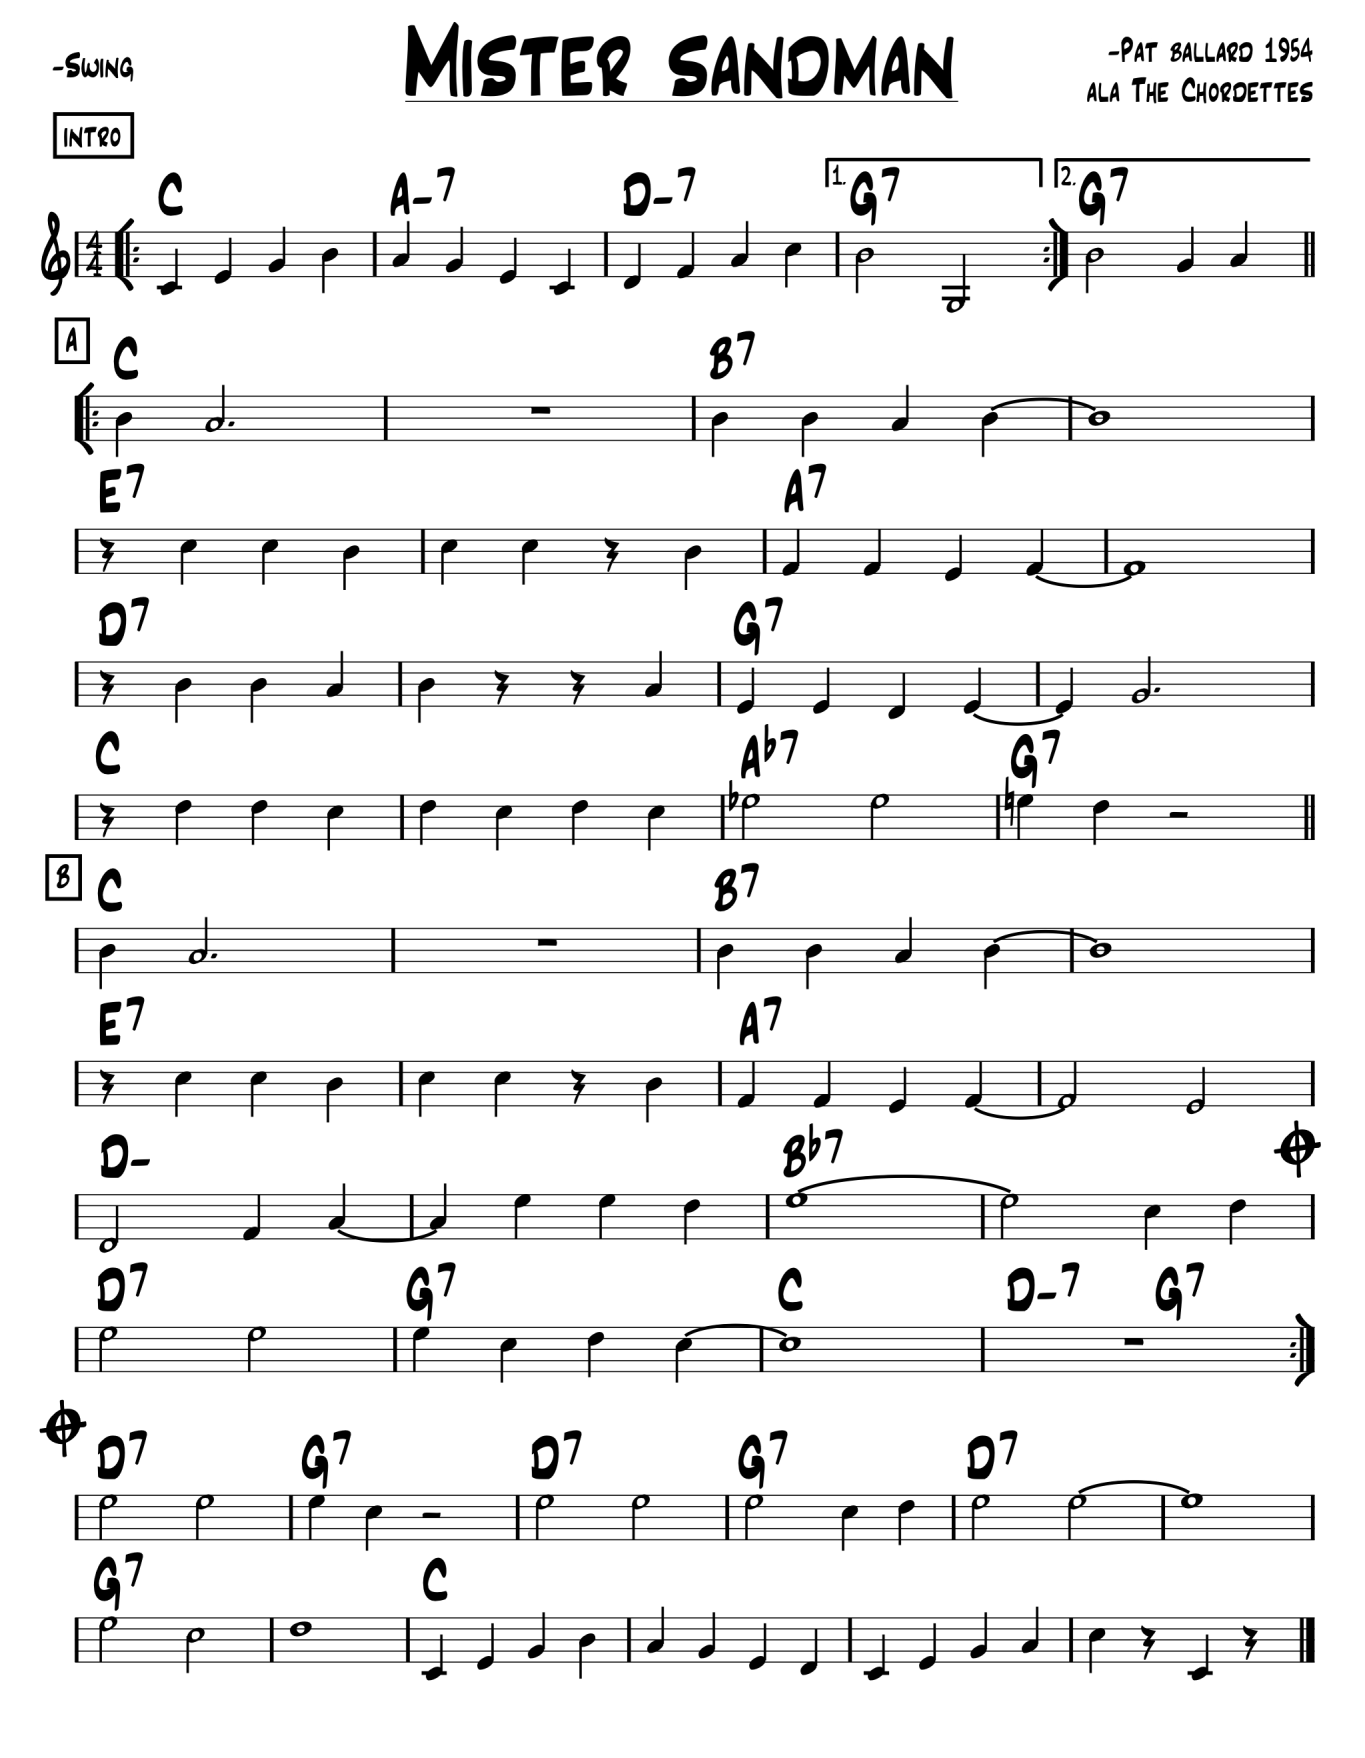 -Swing
Mister sandman
-Pat ballard 1954
ala The Chordettes
intro
C A-7 D-7 1. G7 2. G7
4
4
A
C B7
E7 A7
D7 G7
C Ab7 G7
B
C B7
E7 A7
D- Bb7
D7 G7 C D-7 G7
D7 G7 D7 G7 D7
G7 C